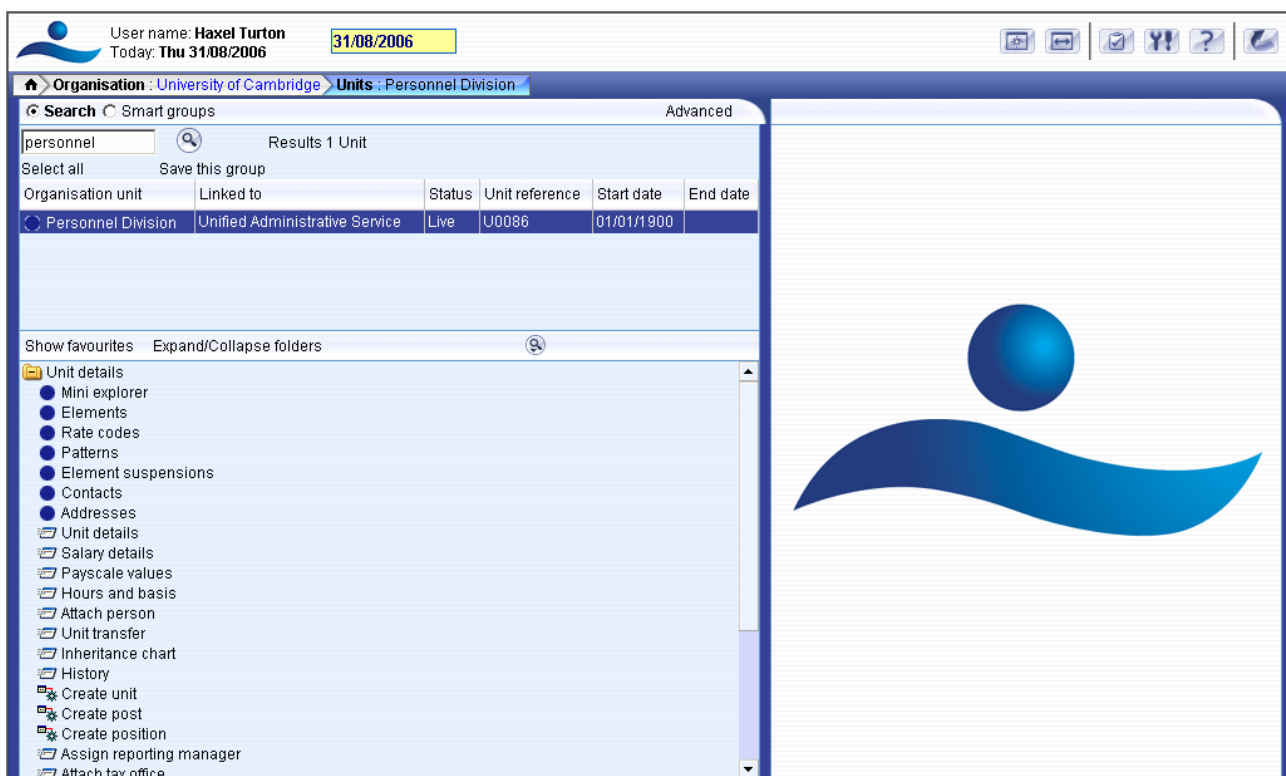 User name: Haxel Turton
Today: Thu 31/08/2006
31/08/2006
Organisation : University of Cambridge Units : Personnel Division
Search Smart groups Advanced
personnel Results 1 Unit
Select all Save this group
Organisation unit Linked to Status Unit reference Start date End date
Personnel Division Unified Administrative Service Live U0086 01/01/1900
Show favourites Expand/Collapse folders
Unit details
Mini explorer
Elements
Rate codes
Patterns
Element suspensions
Contacts
Addresses
Unit details
Salary details
Payscale values
Hours and basis
Attach person
Unit transfer
Inheritance chart
History
Create unit
Create post
Create position
Assign reporting manager
Attach tax office